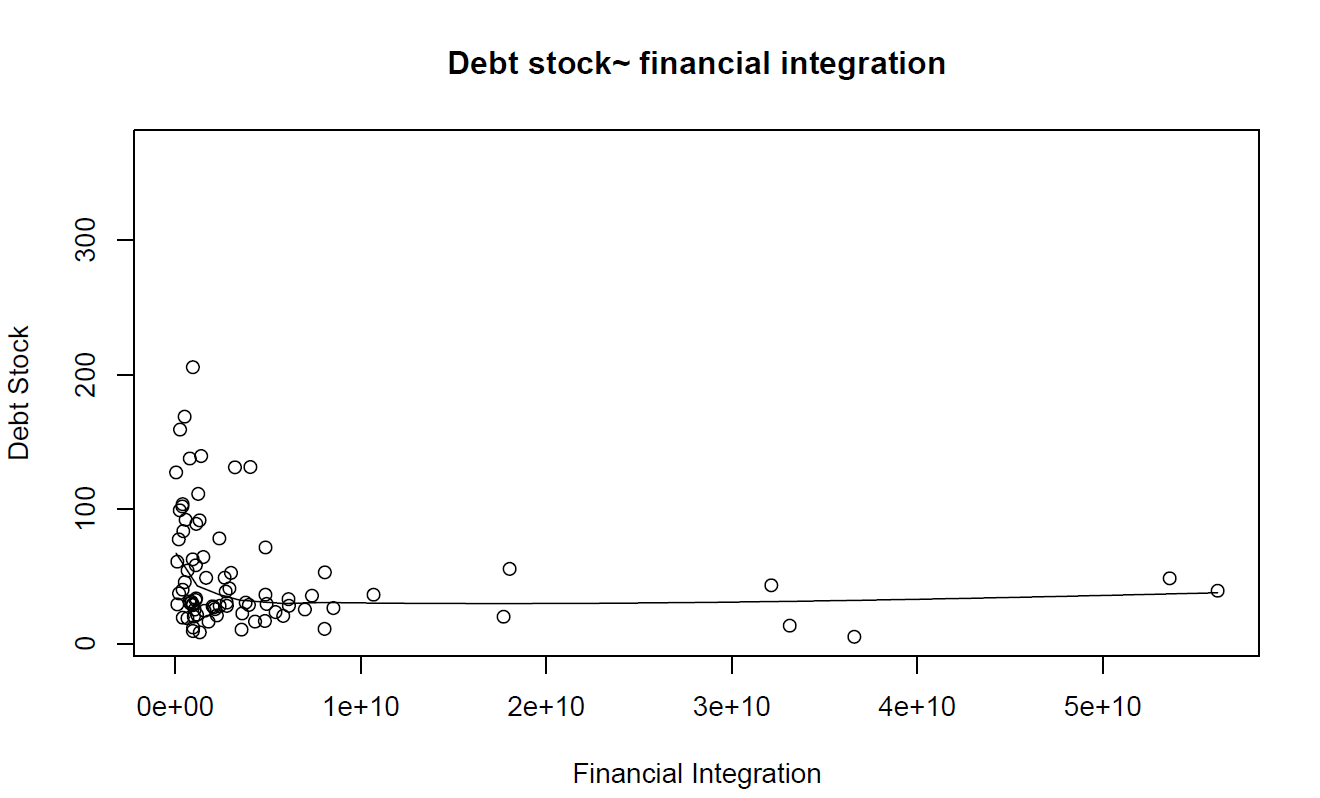 Debt stock~ financial integration
Debt Stock
300
200
100
0
0e+00 1e+10 2e+10 3e+10 4e+10 5e+10
Financial Integration